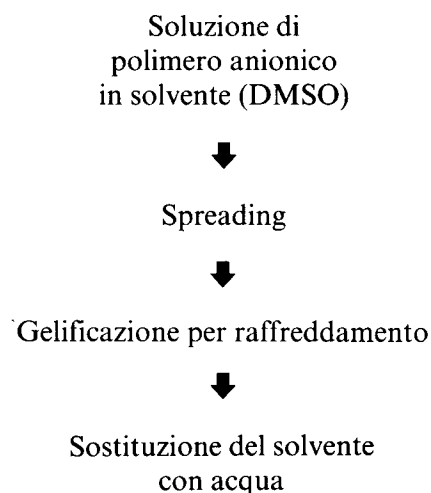 Soluzione di
polimero anionico
in solvente (DMSO)
Spreading
Gelificazione per raffreddamento
Sostituzione del solvente
con acqua